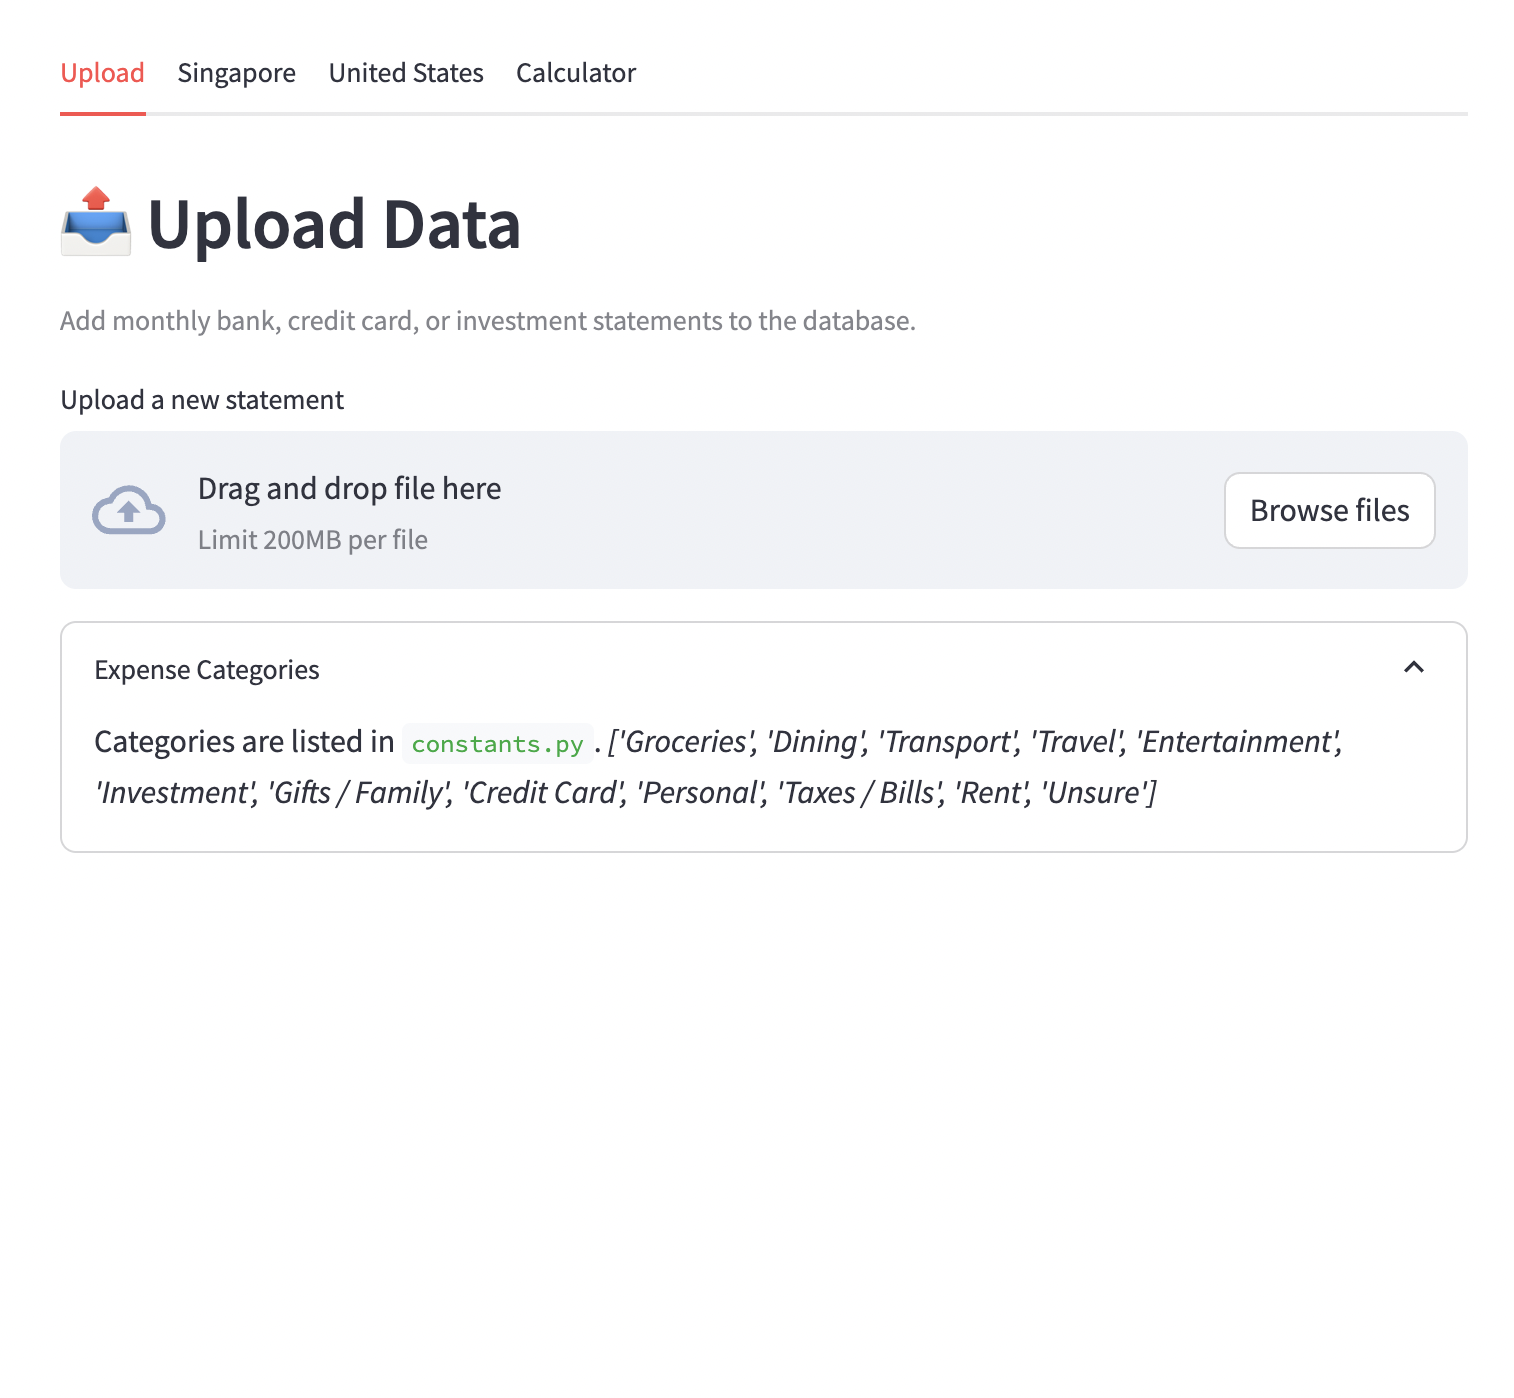 Upload Singapore United States Calculator
Upload Data
Add monthly bank, credit card, or investment statements to the database.
Upload a new statement
Drag and drop file here
Limit 200MB per file
Browse files
Expense Categories
Categories are listed in constants.py . ['Groceries', 'Dining', 'Transport', 'Travel', 'Entertainment',
'Investment', 'Gifts / Family', 'Credit Card', 'Personal', 'Taxes / Bills', 'Rent', 'Unsure']